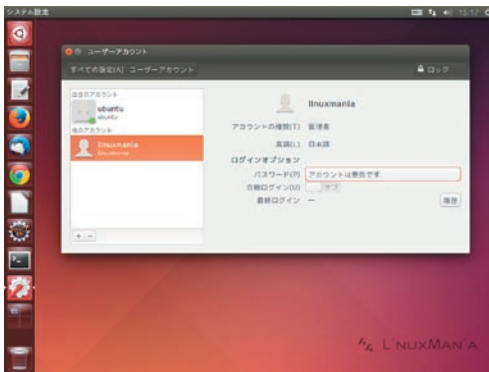 システム設定
15:17
ユーザーアカウント
すべての設定(A) ユーザーアカウント
ロック
自分のアカウント
ubuntu
ubuntu
他のアカウント
linuxmania
linuxmania
linuxmania
アカウントの種類(T) 管理者
言語(L) 日本語
ログインオプション
パスワード(P) アカウントは無効です
自動ログイン(U) オフ
最終ログイン — 履歴
+ −
LINUXMANIA